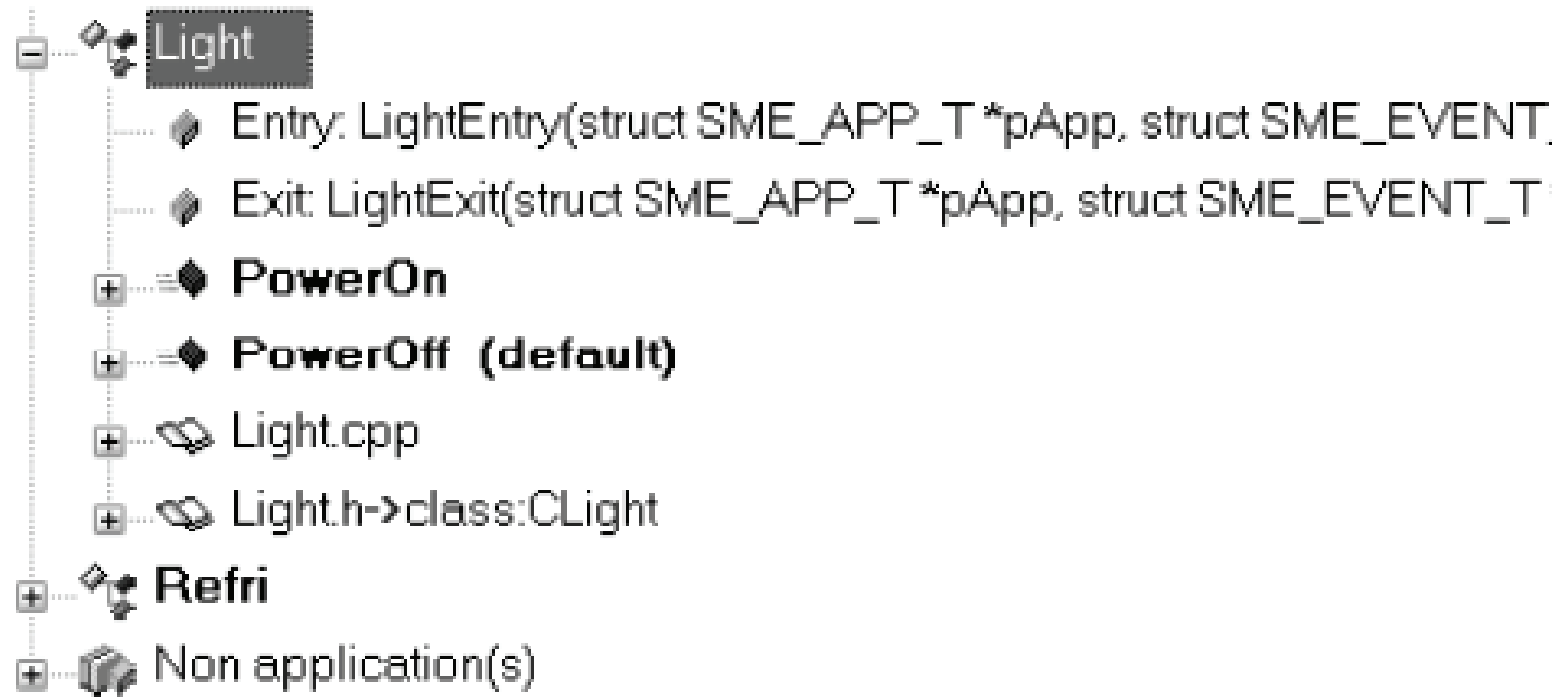 Light
Entry: LightEntry(struct SME_APP_T *pApp, struct SME_EVENT_
Exit: LightExit(struct SME_APP_T *pApp, struct SME_EVENT_T
PowerOn
PowerOff (default)
Light.cpp
Light.h->class:CLight
Refri
Non application(s)